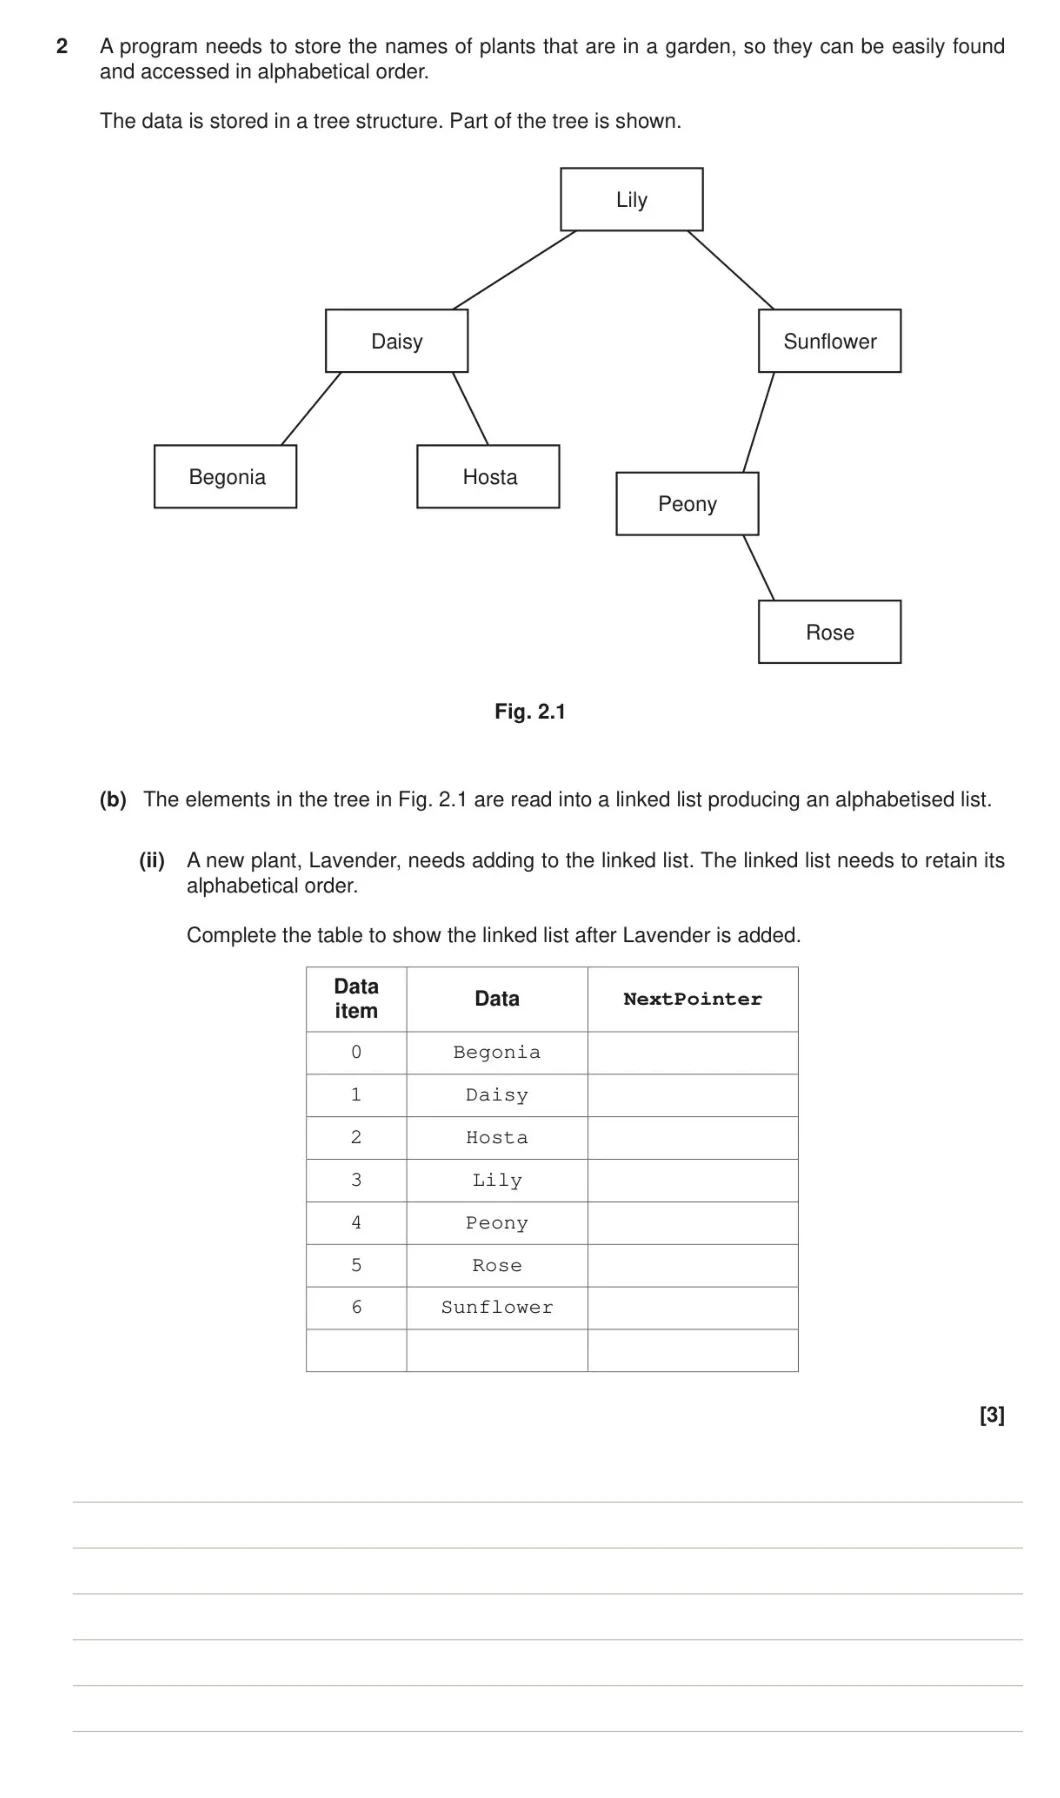 2 A program needs to store the names of plants that are in a garden, so they can be easily found
and accessed in alphabetical order.
The data is stored in a tree structure. Part of the tree is shown.
Lily
Daisy
Sunflower
Begonia
Hosta
Peony
Rose
Fig. 2.1
(b) The elements in the tree in Fig. 2.1 are read into a linked list producing an alphabetised list.
(ii) A new plant, Lavender, needs adding to the linked list. The linked list needs to retain its
alphabetical order.
Complete the table to show the linked list after Lavender is added.
Data item Data NextPointer
0 Begonia
1 Daisy
2 Hosta
3 Lily
4 Peony
5 Rose
6 Sunflower
[3]